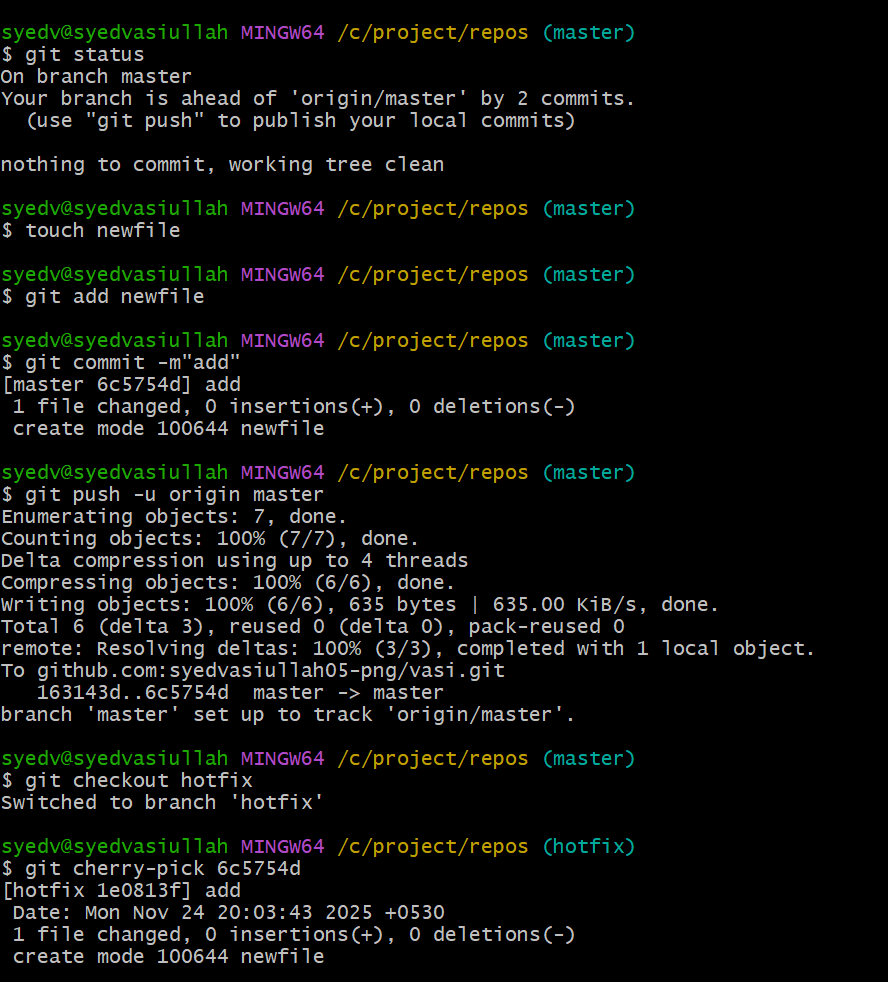 syedv@syedvasiullah MINGW64 /c/project/repos (master)
$ git status
On branch master
Your branch is ahead of 'origin/master' by 2 commits.
  (use "git push" to publish your local commits)

nothing to commit, working tree clean

syedv@syedvasiullah MINGW64 /c/project/repos (master)
$ touch newfile

syedv@syedvasiullah MINGW64 /c/project/repos (master)
$ git add newfile

syedv@syedvasiullah MINGW64 /c/project/repos (master)
$ git commit -m"add"
[master 6c5754d] add
 1 file changed, 0 insertions(+), 0 deletions(-)
 create mode 100644 newfile

syedv@syedvasiullah MINGW64 /c/project/repos (master)
$ git push -u origin master
Enumerating objects: 7, done.
Counting objects: 100% (7/7), done.
Delta compression using up to 4 threads
Compressing objects: 100% (6/6), done.
Writing objects: 100% (6/6), 635 bytes | 635.00 KiB/s, done.
Total 6 (delta 3), reused 0 (delta 0), pack-reused 0
remote: Resolving deltas: 100% (3/3), completed with 1 local object.
To github.com:syedvasiullah05-png/vasi.git
   163143d..6c5754d  master -> master
branch 'master' set up to track 'origin/master'.

syedv@syedvasiullah MINGW64 /c/project/repos (master)
$ git checkout hotfix
Switched to branch 'hotfix'

syedv@syedvasiullah MINGW64 /c/project/repos (hotfix)
$ git cherry-pick 6c5754d
[hotfix 1e0813f] add
 Date: Mon Nov 24 20:03:43 2025 +0530
 1 file changed, 0 insertions(+), 0 deletions(-)
 create mode 100644 newfile